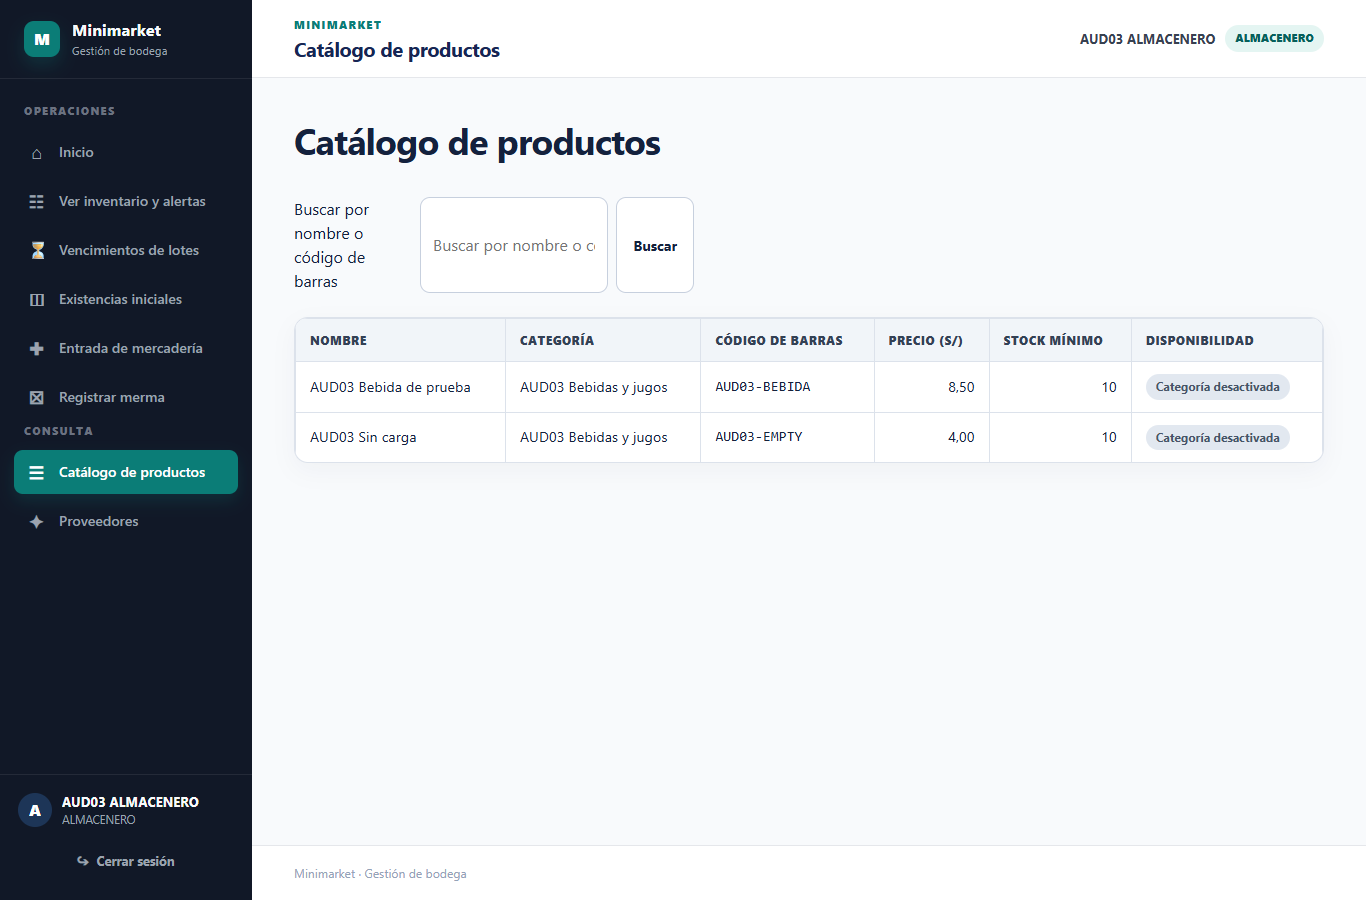 M
Minimarket
Gestión de bodega
OPERACIONES
Inicio
Ver inventario y alertas
Vencimientos de lotes
Existencias iniciales
Entrada de mercadería
Registrar merma
CONSULTA
Catálogo de productos
Proveedores
A
AUD03 ALMACENERO
ALMACENERO
Cerrar sesión
MINIMARKET
Catálogo de productos
AUD03 ALMACENERO ALMACENERO
Catálogo de productos
Buscar por
nombre o
código de
barras
Buscar por nombre o có
Buscar
NOMBRE CATEGORÍA CÓDIGO DE BARRAS PRECIO (S/) STOCK MÍNIMO DISPONIBILIDAD
AUD03 Bebida de prueba AUD03 Bebidas y jugos AUD03-BEBIDA 8,50 10 Categoría desactivada
AUD03 Sin carga AUD03 Bebidas y jugos AUD03-EMPTY 4,00 10 Categoría desactivada
Minimarket · Gestión de bodega